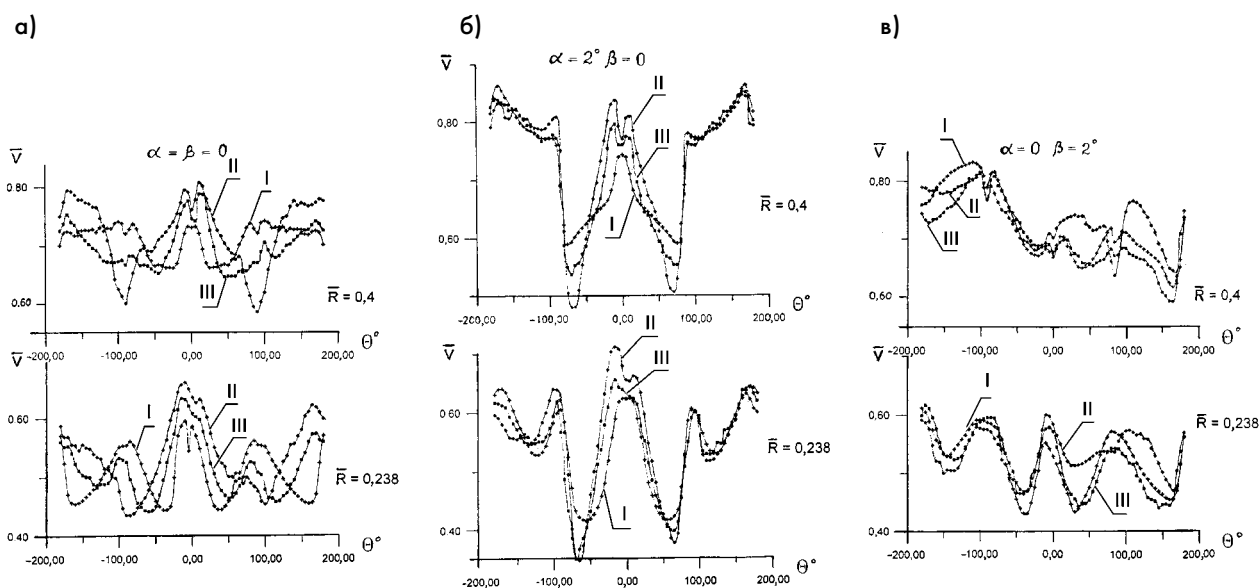 а)
б)
в)
α = β = 0
V̅
0,80
0,60
II
I
III
R̅ = 0,4
-200,00
-100,00
0,00
100,00
200,00
Θ°
V̅
0,60
0,40
I
II
III
R̅ = 0,238
-200,00
-100,00
0,00
100,00
200,00
Θ°
α = 2° β = 0
V̅
0,80
0,60
II
III
I
R̅ = 0,4
-200,00
-100,00
0,00
100,00
200,00
Θ°
V̅
0,60
0,40
II
III
I
R̅ = 0,238
-200,00
-100,00
0,00
100,00
200,00
Θ°
α = 0 β = 2°
V̅
0,80
0,60
I
II
III
R̅ = 0,4
-200,00
-100,00
0,00
100,00
200,00
Θ°
V̅
0,60
0,40
I
II
III
R̅ = 0,238
-200,00
-100,00
0,00
100,00
200,00
Θ°